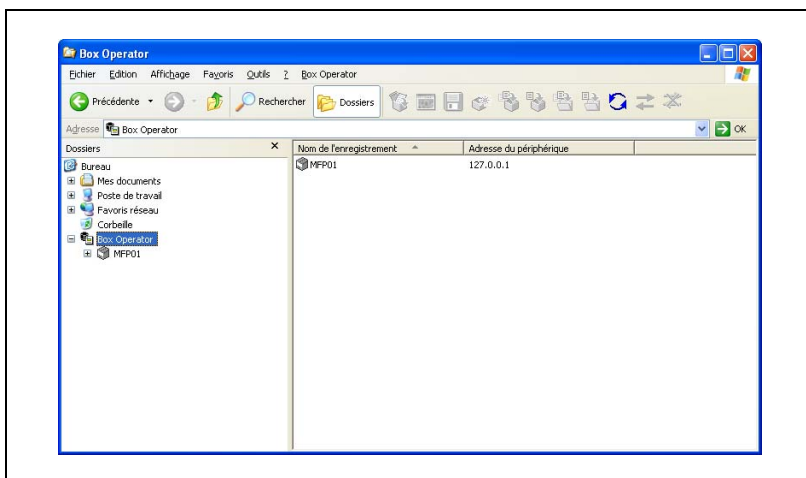 Box Operator
Fichier Edition Affichage Favoris Outils ? Box Operator
Précédente Rechercher Dossiers
Adresse Box Operator OK
Dossiers × Nom de l'enregistrement Adresse du périphérique
Bureau MFP01 127.0.0.1
Mes documents
Poste de travail
Favoris réseau
Corbeille
Box Operator
MFP01